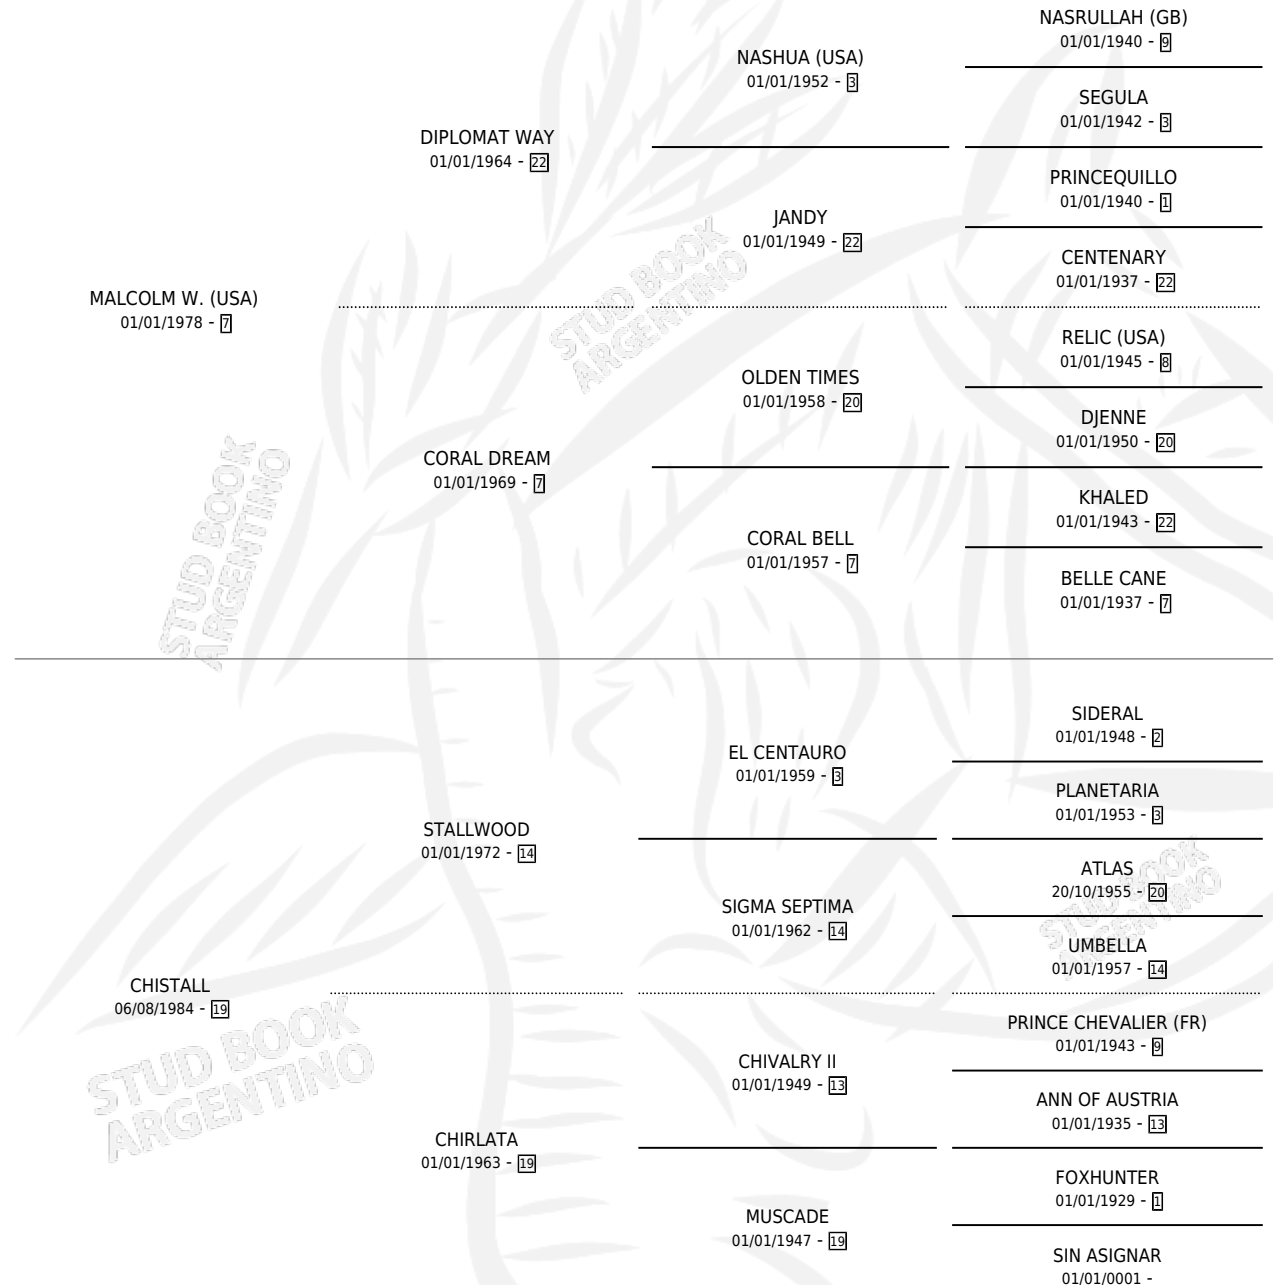 NASRULLAH (GB)
01/01/1940 - 9
NASHUA (USA)
01/01/1952 - 3
SEGULA
01/01/1942 - 3
DIPLOMAT WAY
01/01/1964 - 22
PRINCEQUILLO
01/01/1940 - 1
JANDY
01/01/1949 - 22
CENTENARY
01/01/1937 - 22
MALCOLM W. (USA)
01/01/1978 - 7
RELIC (USA)
01/01/1945 - 8
OLDEN TIMES
01/01/1958 - 20
DJENNE
01/01/1950 - 20
CORAL DREAM
01/01/1969 - 7
KHALED
01/01/1943 - 22
CORAL BELL
01/01/1957 - 7
BELLE CANE
01/01/1937 - 7
STUD BOOK
ARGENTINO
STUD BOOK
ARGENTINO
SIDERAL
01/01/1948 - 2
EL CENTAURO
01/01/1959 - 3
PLANETARIA
01/01/1953 - 3
STALLWOOD
01/01/1972 - 14
ATLAS
20/10/1955 - 20
SIGMA SEPTIMA
01/01/1962 - 14
UMBELLA
01/01/1957 - 14
CHISTALL
06/08/1984 - 19
PRINCE CHEVALIER (FR)
01/01/1943 - 9
CHIVALRY II
01/01/1949 - 13
ANN OF AUSTRIA
01/01/1935 - 13
CHIRLATA
01/01/1963 - 19
FOXHUNTER
01/01/1929 - 1
MUSCADE
01/01/1947 - 19
SIN ASIGNAR
01/01/0001 -
STUD BOOK
ARGENTINO
STUD BOOK
ARGENTINO